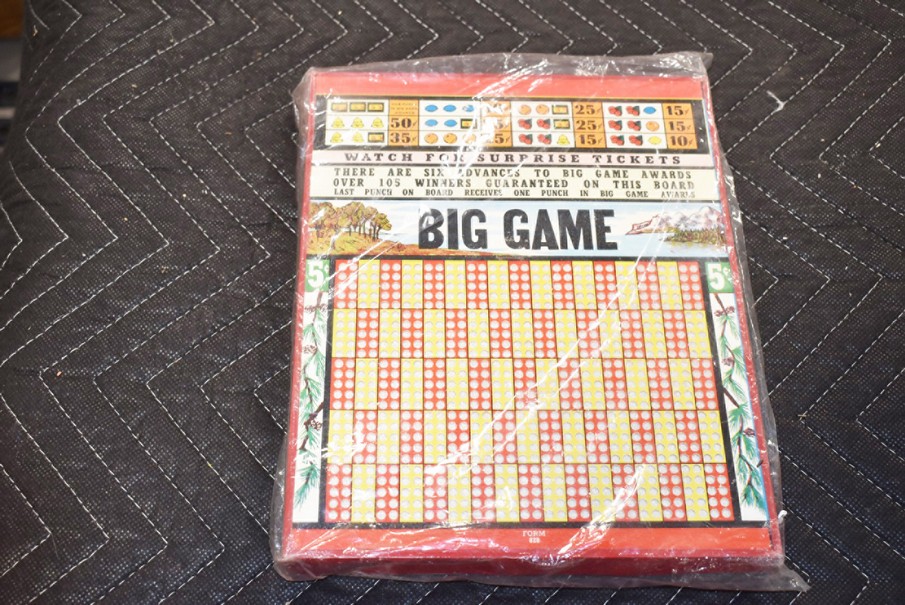 25¢ 15¢
50¢ 5¢ 25¢ 15¢
35¢ 5¢ 15¢ 10¢
WATCH FOR SURPRISE TICKETS
THERE ARE SIX ADVANCES TO BIG GAME AWARDS
OVER 105 WINNERS GUARANTEED ON THIS BOARD
LAST PUNCH ON BOARD RECEIVES ONE PUNCH IN BIG GAME AWARDS
BIG GAME
5¢ 5¢
FORM